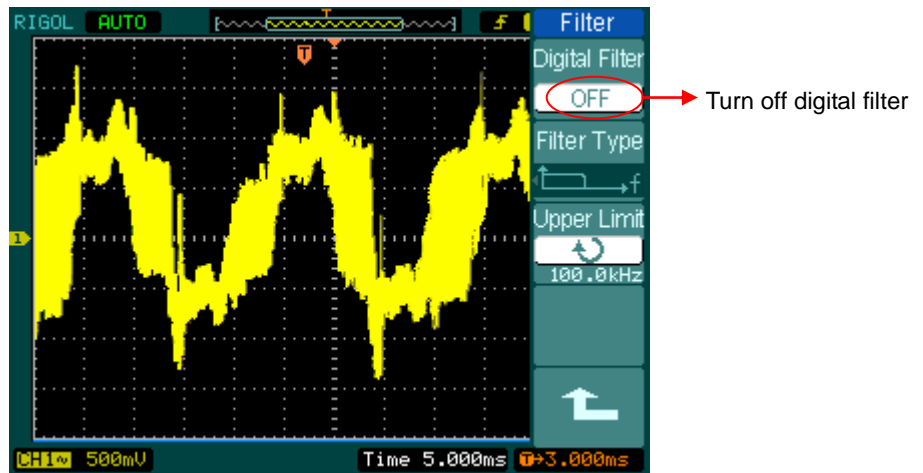 RIGOL AUTO
T
Filter
T
Digital Filter
OFF
Turn off digital filter
Filter Type
f
Upper Limit
1
100.0kHz
CH1~ 500mV Time 5.000ms T→3.000ms